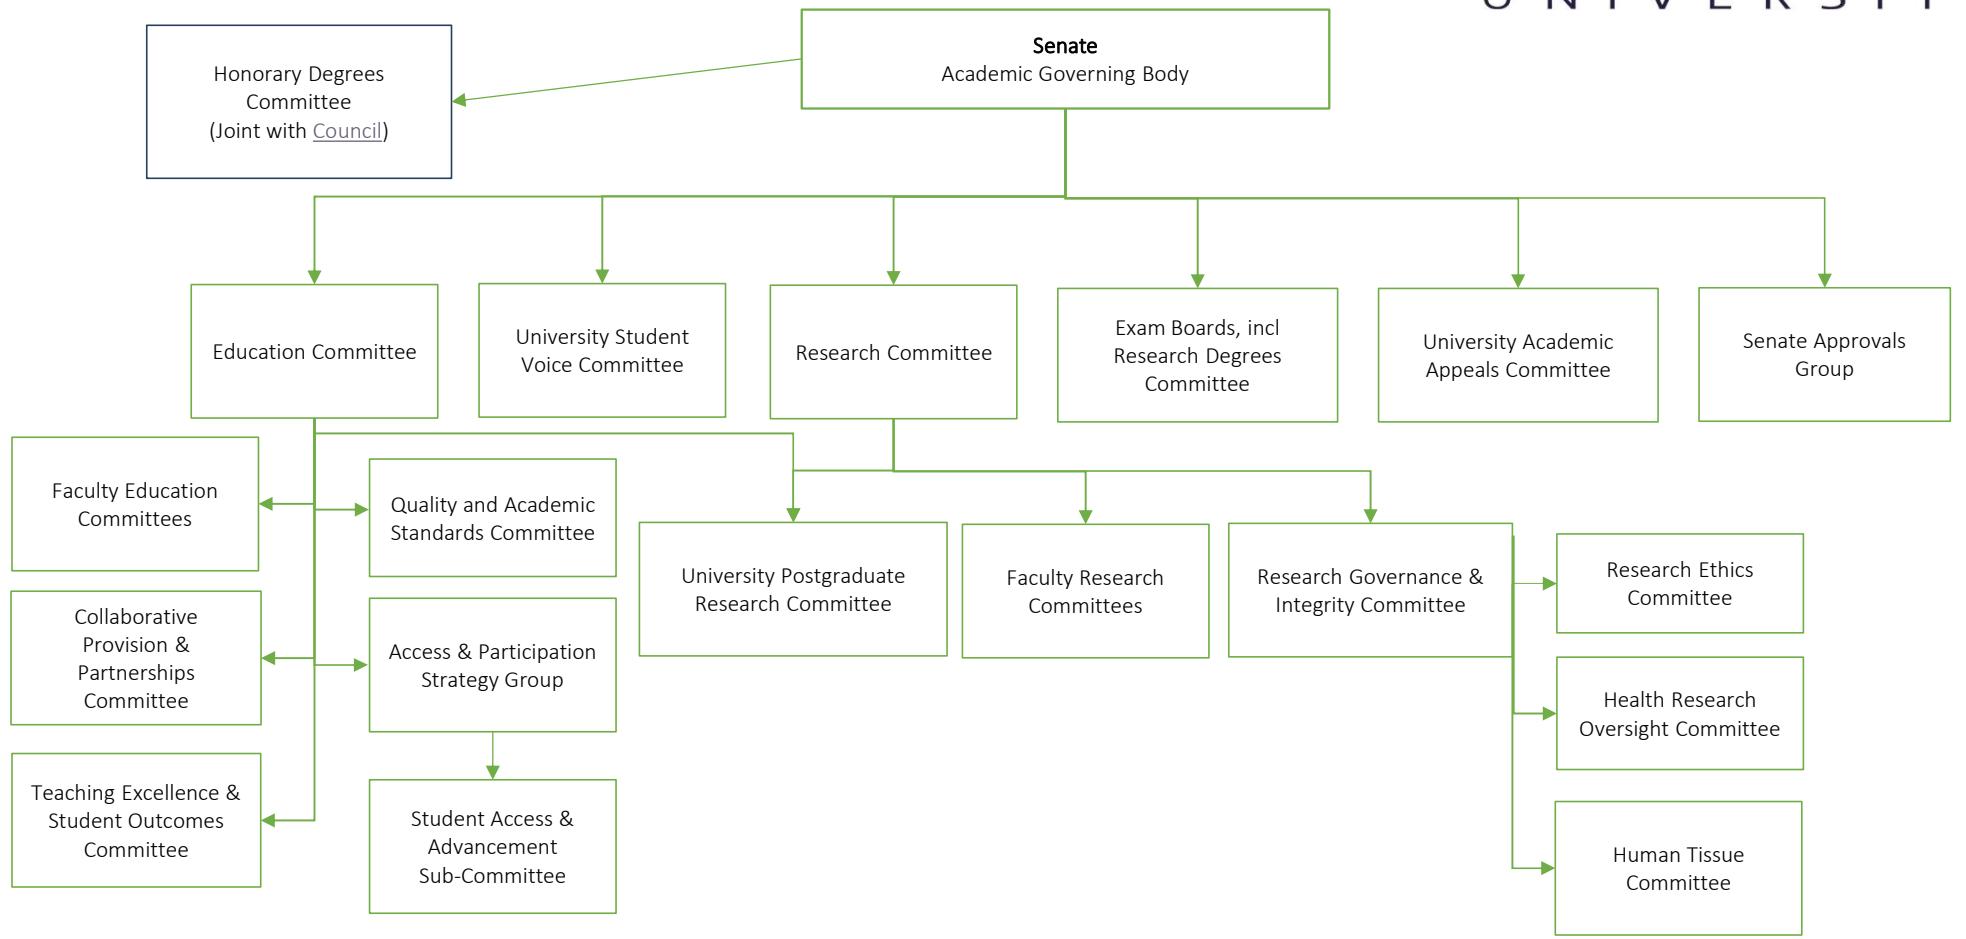 UNIVERSIT
Senate
Academic Governing Body
Honorary Degrees
Committee
(Joint with Council)
Education Committee
University Student
Voice Committee
Research Committee
Exam Boards, incl
Research Degrees
Committee
University Academic
Appeals Committee
Senate Approvals
Group
Faculty Education
Committees
Quality and Academic
Standards Committee
University Postgraduate
Research Committee
Faculty Research
Committees
Research Governance &
Integrity Committee
Research Ethics
Committee
Collaborative
Provision &
Partnerships
Committee
Access & Participation
Strategy Group
Health Research
Oversight Committee
Teaching Excellence &
Student Outcomes
Committee
Student Access &
Advancement
Sub-Committee
Human Tissue
Committee